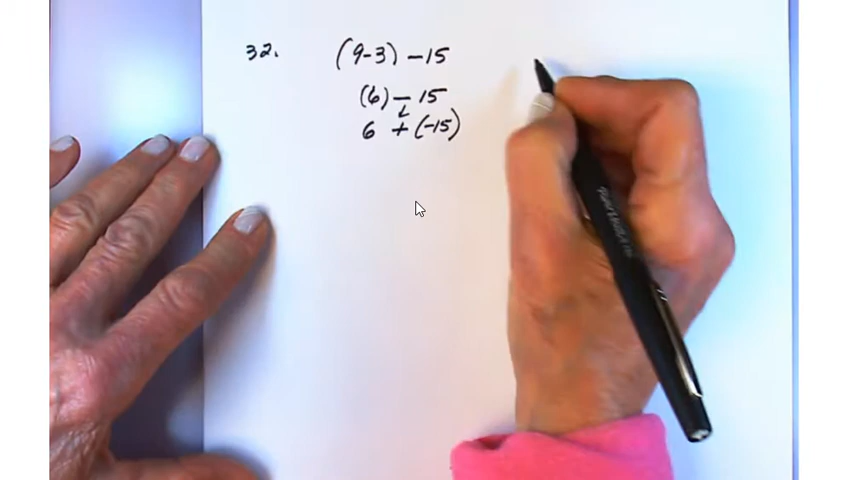 32. (9-3) - 15
(6) - 15
6 + (-15)